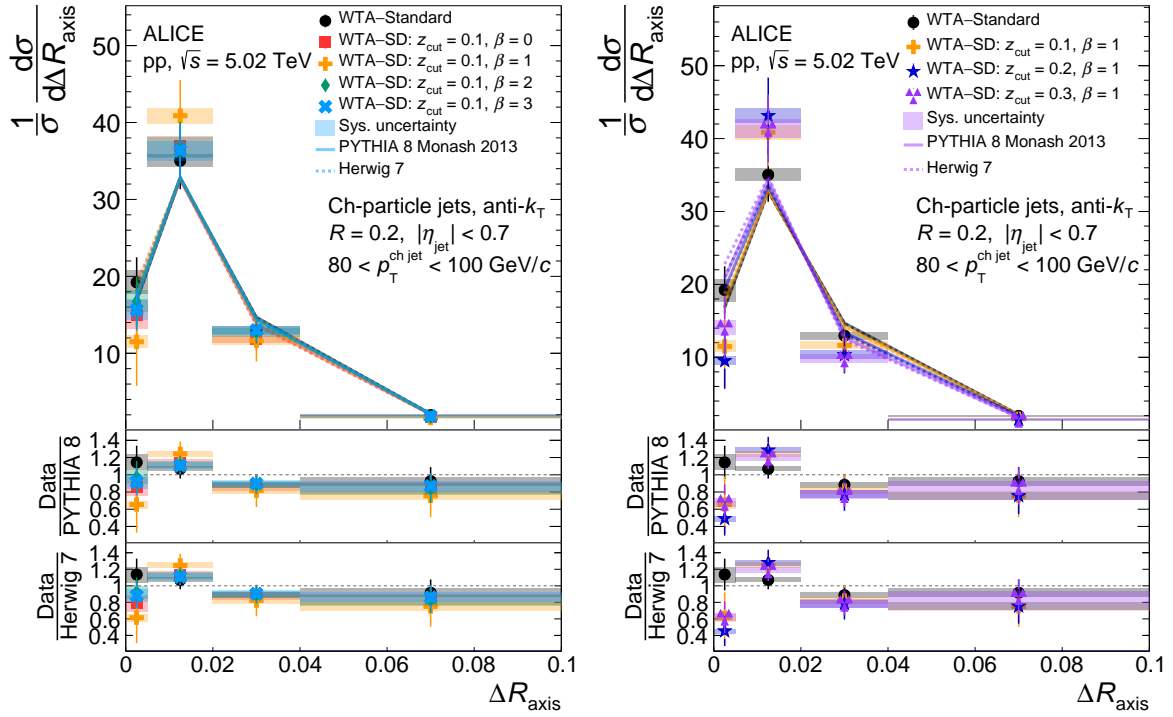 1/σ dσ/dΔR_axis
50
40
30
20
10
ALICE
pp, √s = 5.02 TeV
WTA–Standard
WTA–SD: z_cut = 0.1, β = 0
WTA–SD: z_cut = 0.1, β = 1
WTA–SD: z_cut = 0.1, β = 2
WTA–SD: z_cut = 0.1, β = 3
Sys. uncertainty
PYTHIA 8 Monash 2013
Herwig 7
Ch-particle jets, anti-k_T
R = 0.2, |η_jet| < 0.7
80 < p_T^ch jet < 100 GeV/c
Data/PYTHIA 8
1.4
1.2
1
0.8
0.6
0.4
Data/Herwig 7
1.4
1.2
1
0.8
0.6
0.4
0 0.02 0.04 0.06 0.08 0.1
ΔR_axis
1/σ dσ/dΔR_axis
50
40
30
20
10
ALICE
pp, √s = 5.02 TeV
WTA–Standard
WTA–SD: z_cut = 0.1, β = 1
WTA–SD: z_cut = 0.2, β = 1
WTA–SD: z_cut = 0.3, β = 1
Sys. uncertainty
PYTHIA 8 Monash 2013
Herwig 7
Ch-particle jets, anti-k_T
R = 0.2, |η_jet| < 0.7
80 < p_T^ch jet < 100 GeV/c
Data/PYTHIA 8
1.4
1.2
1
0.8
0.6
0.4
Data/Herwig 7
1.4
1.2
1
0.8
0.6
0.4
0 0.02 0.04 0.06 0.08 0.1
ΔR_axis